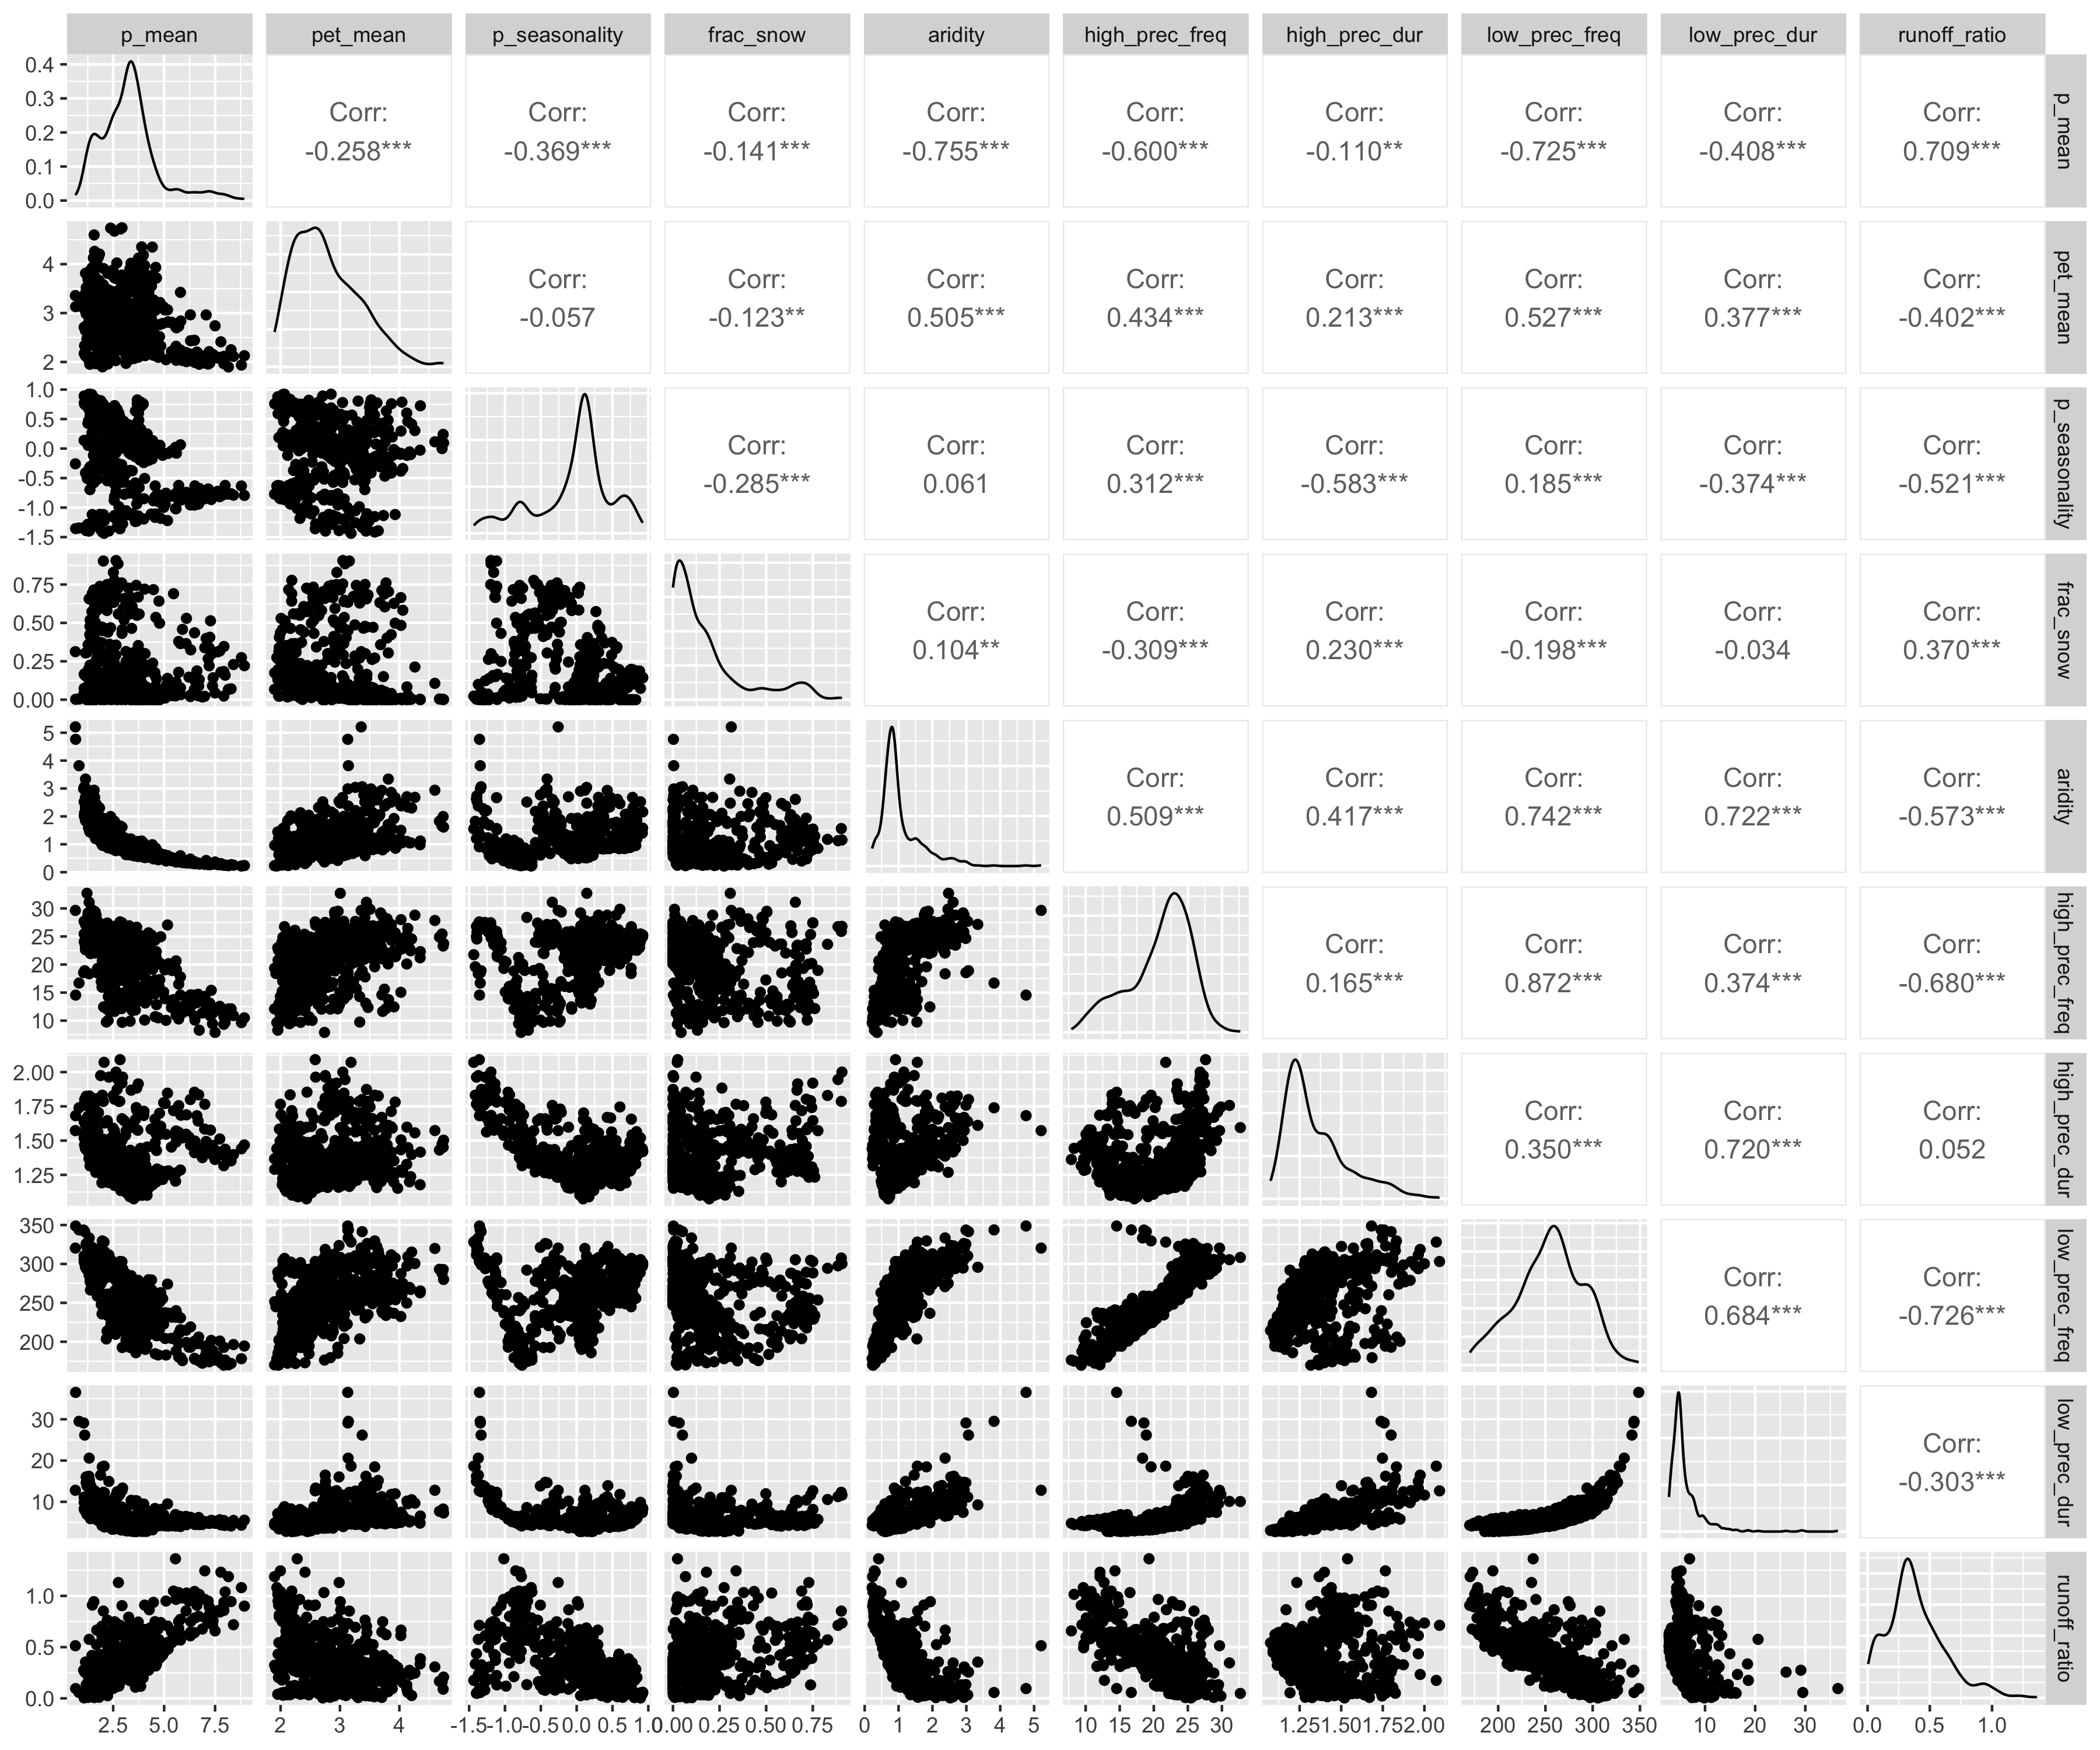 p_mean pet_mean p_seasonality frac_snow aridity high_prec_freq high_prec_dur low_prec_freq low_prec_dur runoff_ratio
0.4
0.3
0.2
0.1
0.0
Corr: Corr: Corr: Corr: Corr: Corr: Corr: Corr: Corr:
-0.258*** -0.369*** -0.141*** -0.755*** -0.600*** -0.110** -0.725*** -0.408*** 0.709***
p_mean
4
3
2
Corr: Corr: Corr: Corr: Corr: Corr: Corr: Corr:
-0.057 -0.123** 0.505*** 0.434*** 0.213*** 0.527*** 0.377*** -0.402***
pet_mean
1.0
0.5
0.0
-0.5
-1.0
-1.5
Corr: Corr: Corr: Corr: Corr: Corr: Corr:
-0.285*** 0.061 0.312*** -0.583*** 0.185*** -0.374*** -0.521***
p_seasonality
0.75
0.50
0.25
0.00
Corr: Corr: Corr: Corr: Corr: Corr:
0.104** -0.309*** 0.230*** -0.198*** -0.034 0.370***
frac_snow
5
4
3
2
1
0
Corr: Corr: Corr: Corr: Corr:
0.509*** 0.417*** 0.742*** 0.722*** -0.573***
aridity
30
25
20
15
10
Corr: Corr: Corr: Corr:
0.165*** 0.872*** 0.374*** -0.680***
high_prec_freq
2.00
1.75
1.50
1.25
Corr: Corr: Corr:
0.350*** 0.720*** 0.052
high_prec_dur
350
300
250
200
Corr: Corr:
0.684*** -0.726***
low_prec_freq
30
20
10
Corr:
-0.303***
low_prec_dur
1.0
0.5
0.0
runoff_ratio
2.5 5.0 7.5 2 3 4 -1.5 -1.0 -0.5 0.0 0.5 1.0 0.00 0.25 0.50 0.75 0 1 2 3 4 5 10 15 20 25 30 1.25 1.50 1.75 2.00 200 250 300 350 10 20 30 0.0 0.5 1.0